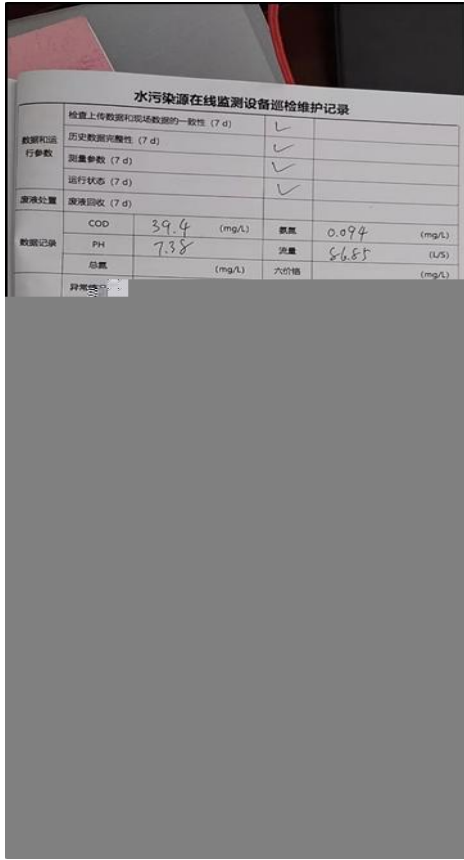 水污染源在线监测设备巡检维护记录
数据和运行参数
检查上传数据和现场数据的一致性 (7 d) ✓
历史数据完整性 (7 d) ✓
测量参数 (7 d) ✓
运行状态 (7 d) ✓
废液处置 废液回收 (7 d)
数据记录
COD 39.4 (mg/L) 氨氮 0.094 (mg/L)
PH 7.38 流量 86.85 (L/S)
总氮 (mg/L) 六价铬 (mg/L)
异常情